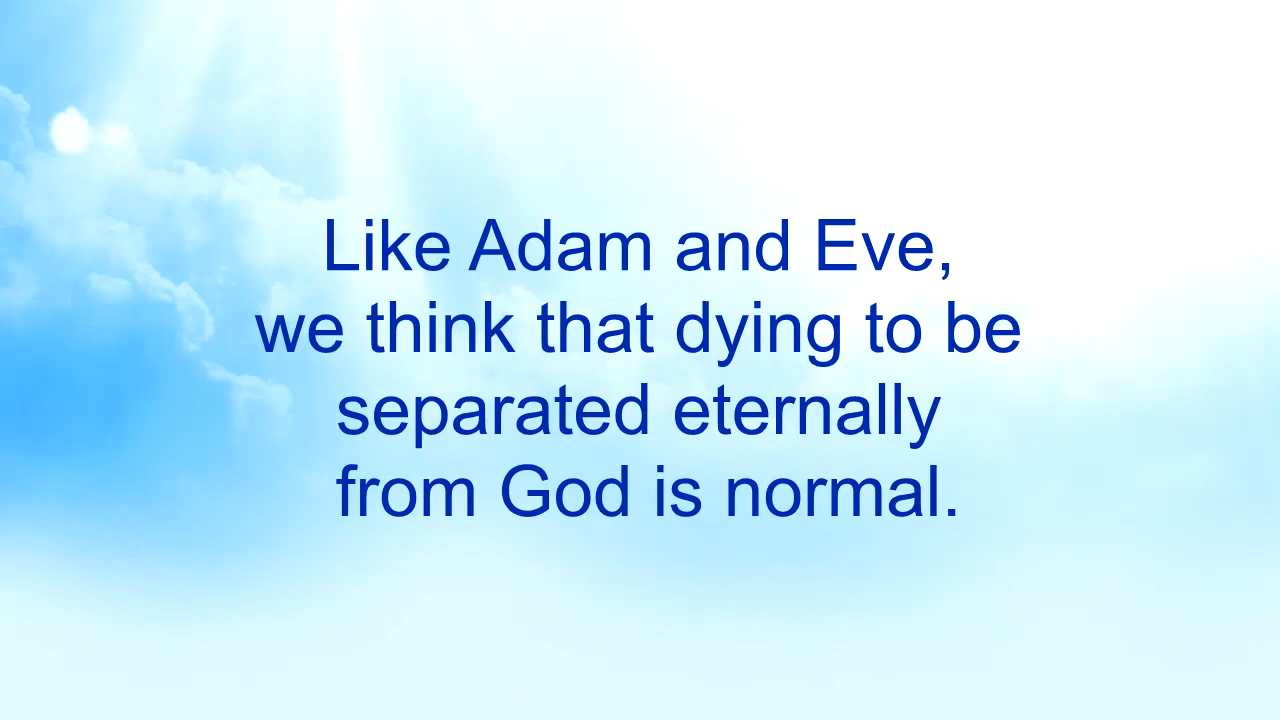 Like Adam and Eve,
we think that dying to be
separated eternally
from God is normal.